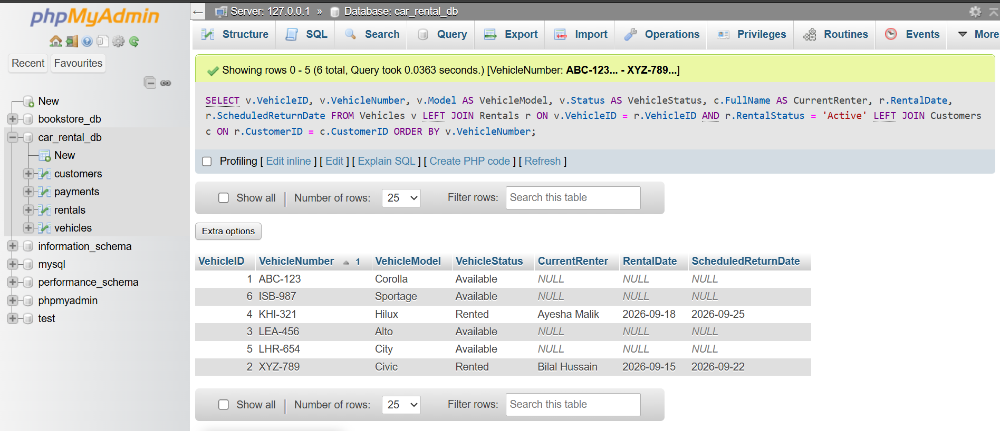 phpMyAdmin
Recent Favourites
New
bookstore_db
car_rental_db
New
customers
payments
rentals
vehicles
information_schema
mysql
performance_schema
phpmyadmin
test
Server: 127.0.0.1 » Database: car_rental_db
Structure SQL Search Query Export Import Operations Privileges Routines Events More
Showing rows 0 - 5 (6 total, Query took 0.0363 seconds.) [VehicleNumber: ABC-123... - XYZ-789...]
SELECT v.VehicleID, v.VehicleNumber, v.Model AS VehicleModel, v.Status AS VehicleStatus, c.FullName AS CurrentRenter, r.RentalDate,
r.ScheduledReturnDate FROM Vehicles v LEFT JOIN Rentals r ON v.VehicleID = r.VehicleID AND r.RentalStatus = 'Active' LEFT JOIN Customers
c ON r.CustomerID = c.CustomerID ORDER BY v.VehicleNumber;
Profiling [ Edit inline ] [ Edit ] [ Explain SQL ] [ Create PHP code ] [ Refresh ]
Show all Number of rows: 25 Filter rows: Search this table
Extra options
VehicleID VehicleNumber 1 VehicleModel VehicleStatus CurrentRenter RentalDate ScheduledReturnDate
1 ABC-123 Corolla Available NULL NULL NULL
6 ISB-987 Sportage Available NULL NULL NULL
4 KHI-321 Hilux Rented Ayesha Malik 2026-09-18 2026-09-25
3 LEA-456 Alto Available NULL NULL NULL
5 LHR-654 City Available NULL NULL NULL
2 XYZ-789 Civic Rented Bilal Hussain 2026-09-15 2026-09-22
Show all Number of rows: 25 Filter rows: Search this table